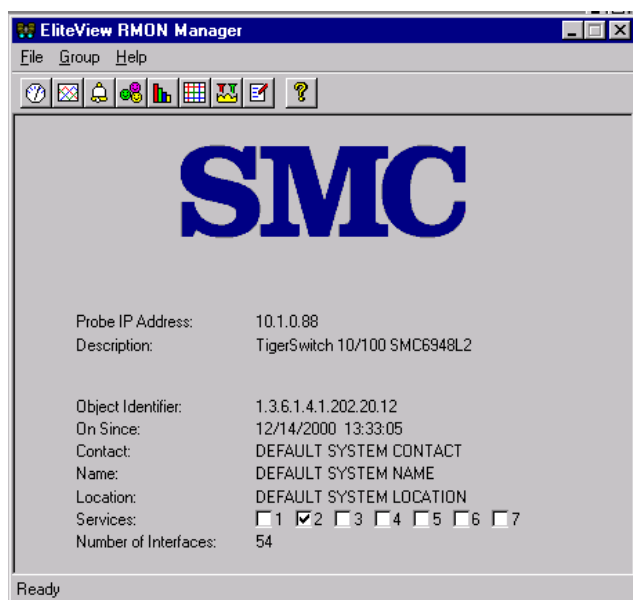 EliteView RMON Manager
File Group Help
SMC
Probe IP Address: 10.1.0.88
Description: TigerSwitch 10/100 SMC6948L2
Object Identifier: 1.3.6.1.4.1.202.20.12
On Since: 12/14/2000 13:33:05
Contact: DEFAULT SYSTEM CONTACT
Name: DEFAULT SYSTEM NAME
Location: DEFAULT SYSTEM LOCATION
Services: 1 2 3 4 5 6 7
Number of Interfaces: 54
Ready